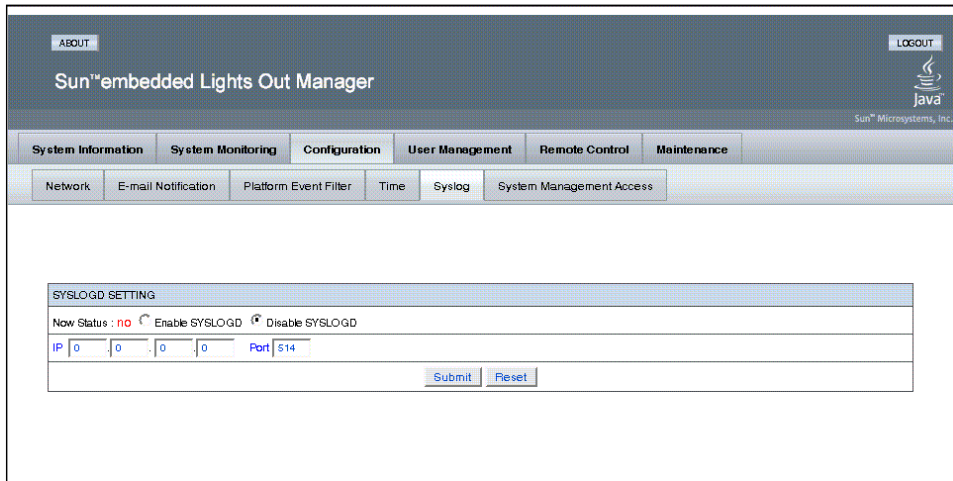 ABOUT
LOGOUT
Sun™embedded Lights Out Manager
Java™
Sun™ Microsystems, Inc.
System Information System Monitoring Configuration User Management Remote Control Maintenance
Network E-mail Notification Platform Event Filter Time Syslog System Management Access
SYSLOGD SETTING
Now Status : no Enable SYSLOGD Disable SYSLOGD
IP 0 . 0 . 0 . 0 Port 514
Submit Reset